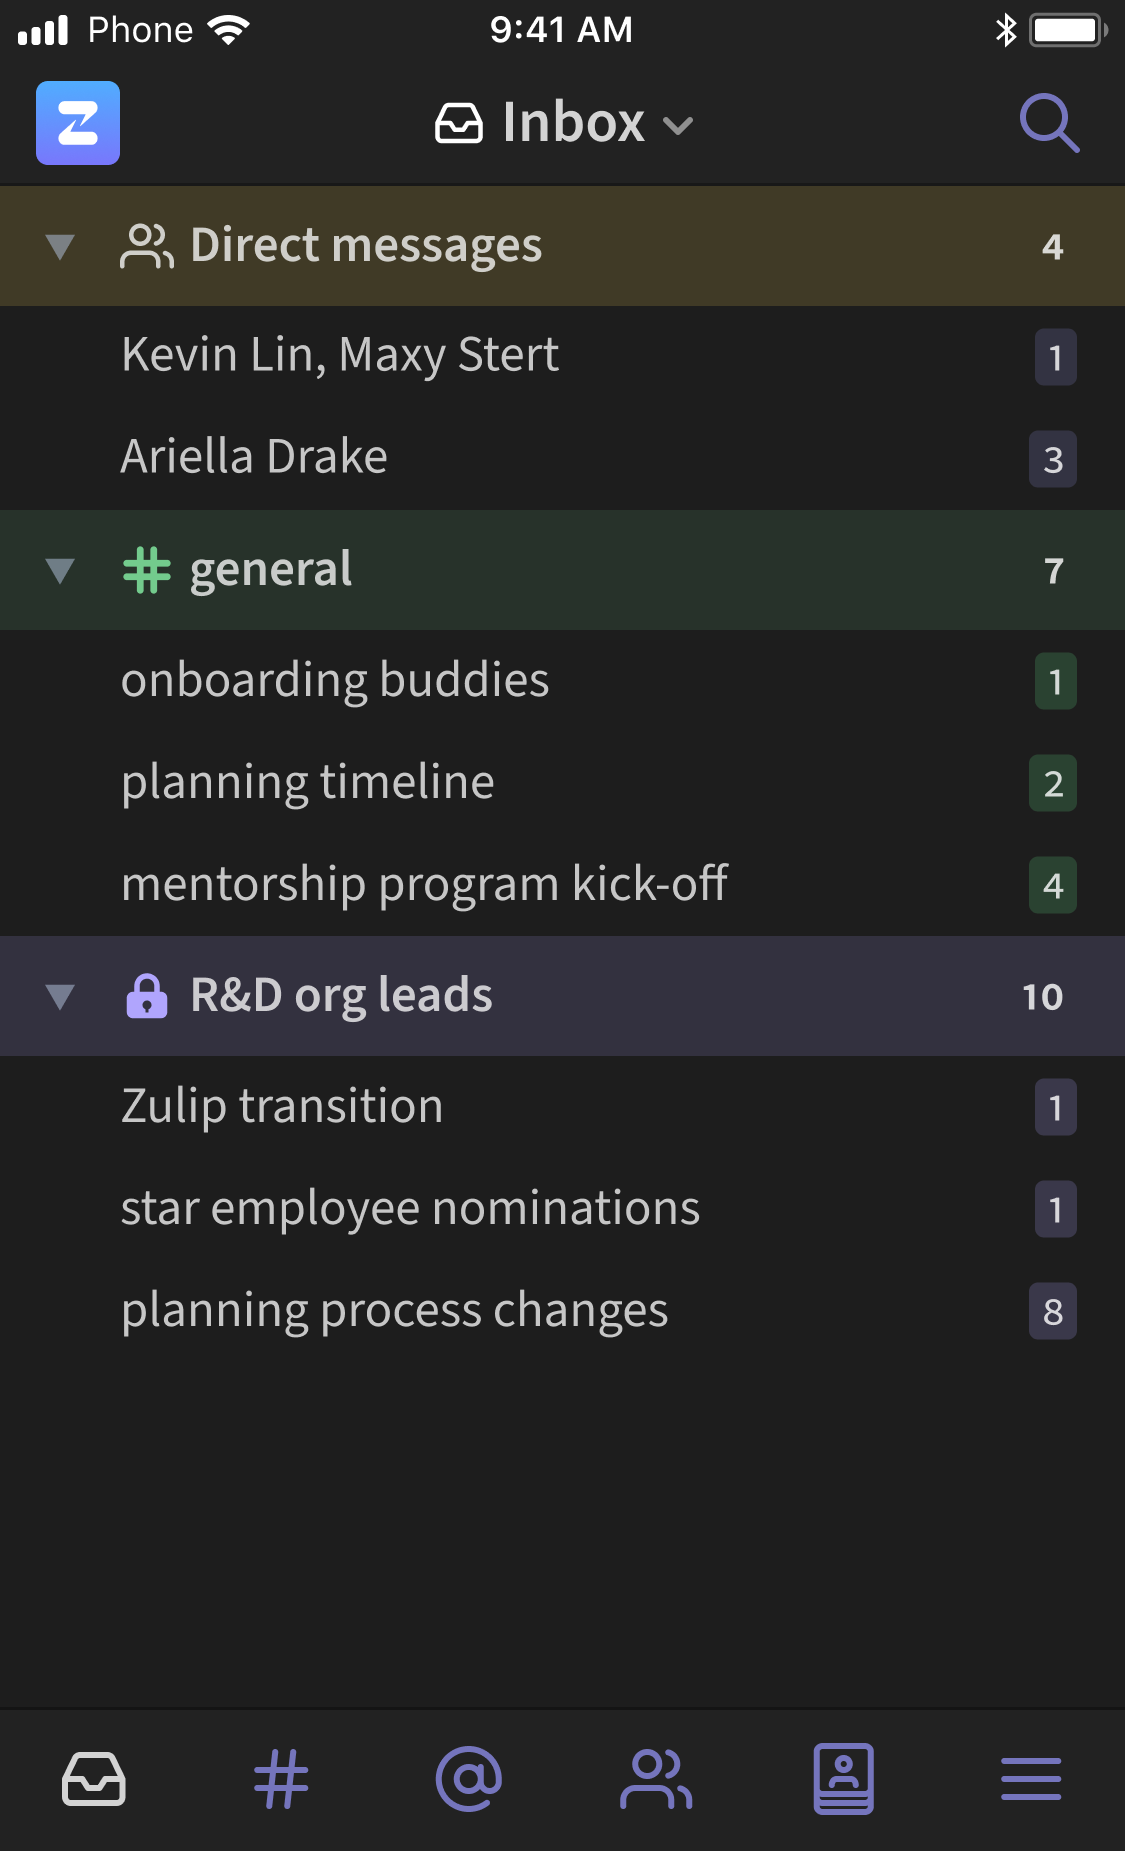 Phone 9:41 AM
Inbox
Direct messages 4
Kevin Lin, Maxy Stert 1
Ariella Drake 3
# general 7
onboarding buddies 1
planning timeline 2
mentorship program kick-off 4
R&D org leads 10
Zulip transition 1
star employee nominations 1
planning process changes 8